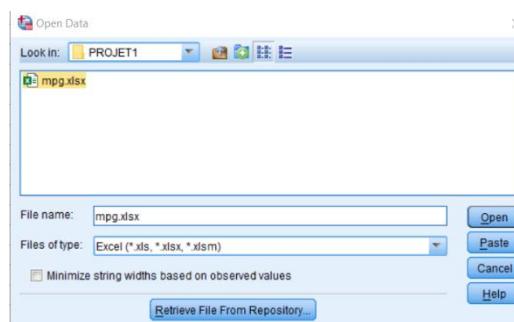 Open Data
Look in: PROJET1
mpg.xlsx
File name: mpg.xlsx
Open
Files of type: Excel (*.xls, *.xlsx, *.xlsm)
Paste
Minimize string widths based on observed values
Cancel
Help
Retrieve File From Repository...